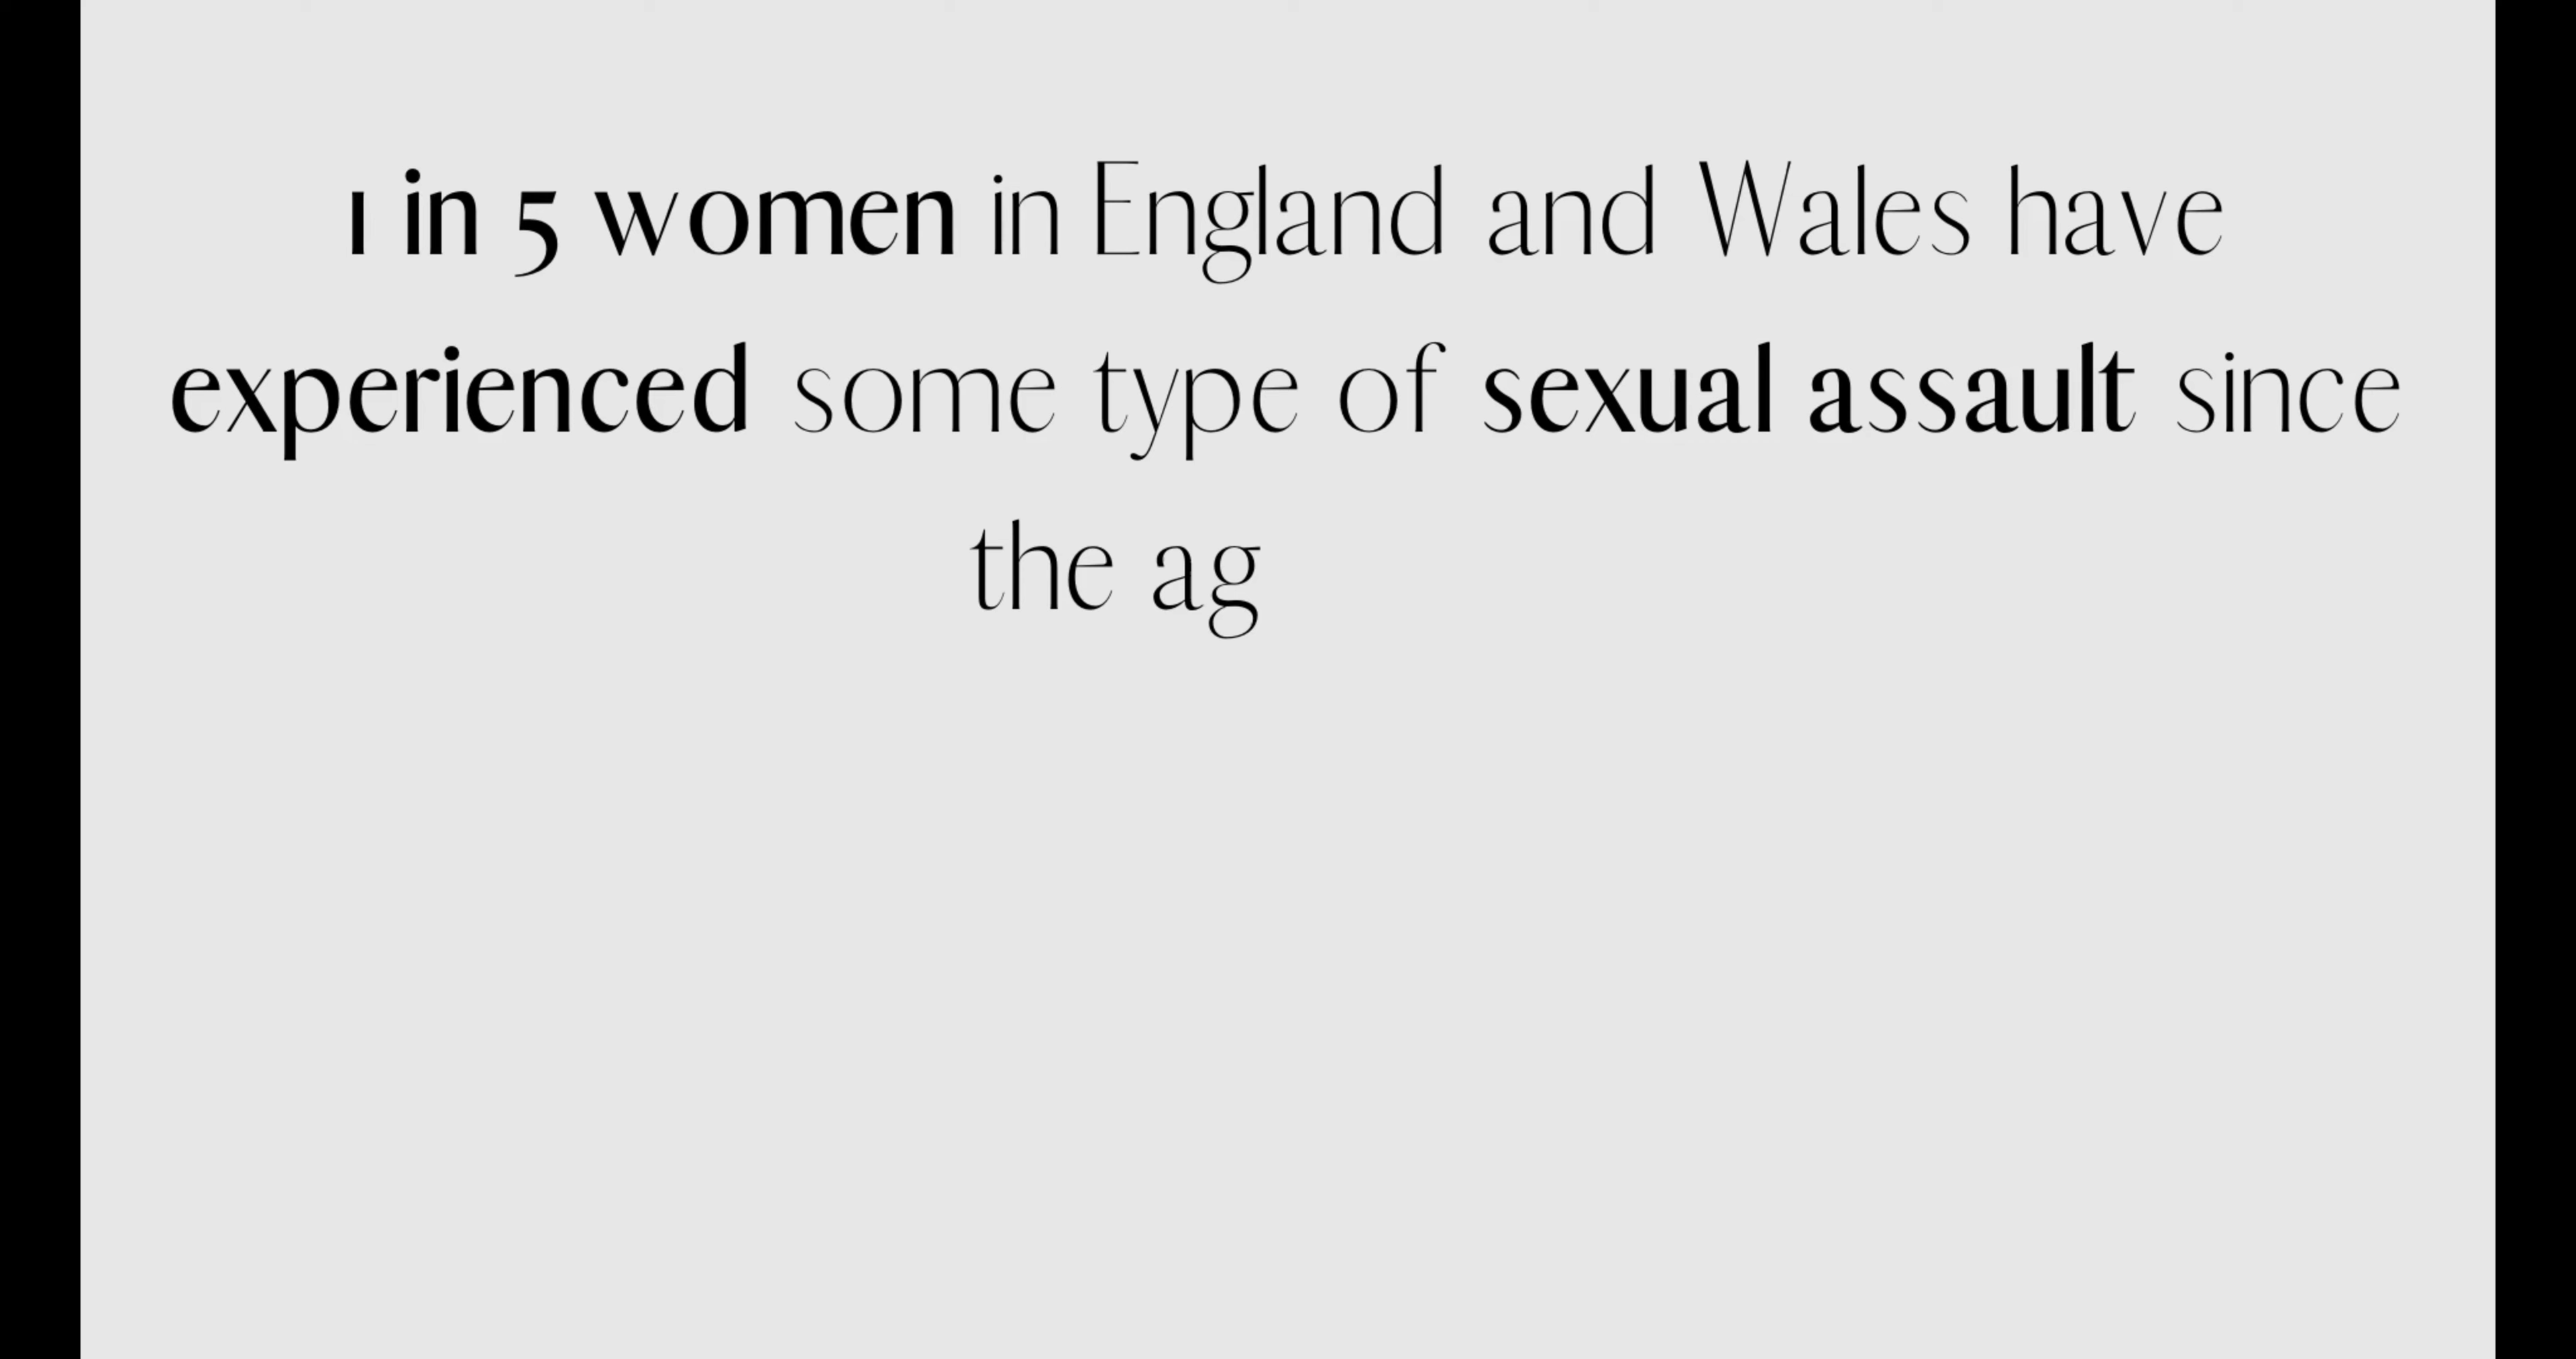 1 in 5 women in England and Wales have
experienced some type of sexual assault since
the ag